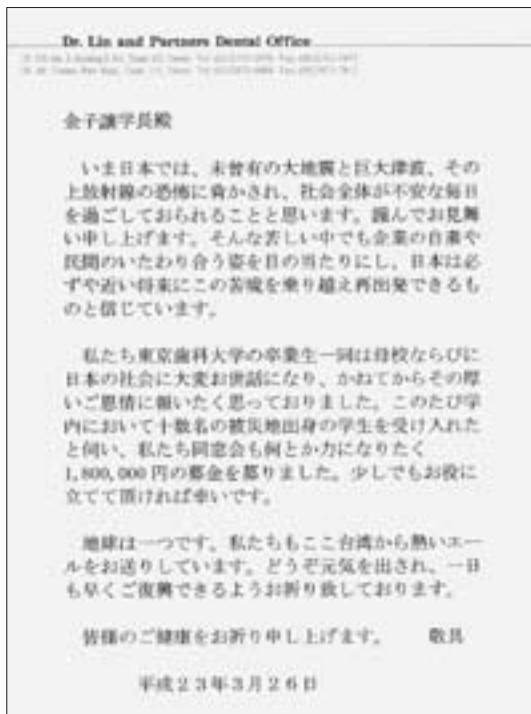 Dr. Lin and Partners Dental Office
金子譲学長殿
いま日本では、未曾有の大地震と巨大津波、その
上放射線の恐怖に脅かされ、社会全体が不安な毎日
を過ごしておられることと思います。謹んでお見舞
い申し上げます。そんな苦しい中でも企業の自粛や
民間のいたわり合う姿を目の当たりにし、日本は必
ずや近い将来にこの苦境を乗り越え再出発できるも
のと信じています。
私たち東京歯科大学の卒業生一同は母校ならびに
日本の社会に大変お世話になり、かねてからその厚
いご恩情に報いたく思っておりました。このたび学
内において十数名の被災地出身の学生を受け入れた
と伺い、私たち同窓会も何とか力になりたく
1,800,000円の募金を募りました。少しでもお役に
立てて頂ければ幸いです。
地球は一つです。私たちもここ台湾から熱いエー
ルをお送りしています。どうぞ元気を出され、一日
も早くご復興できるようお祈り致しております。
皆様のご健康をお祈り申し上げます。 敬具
平成23年3月26日